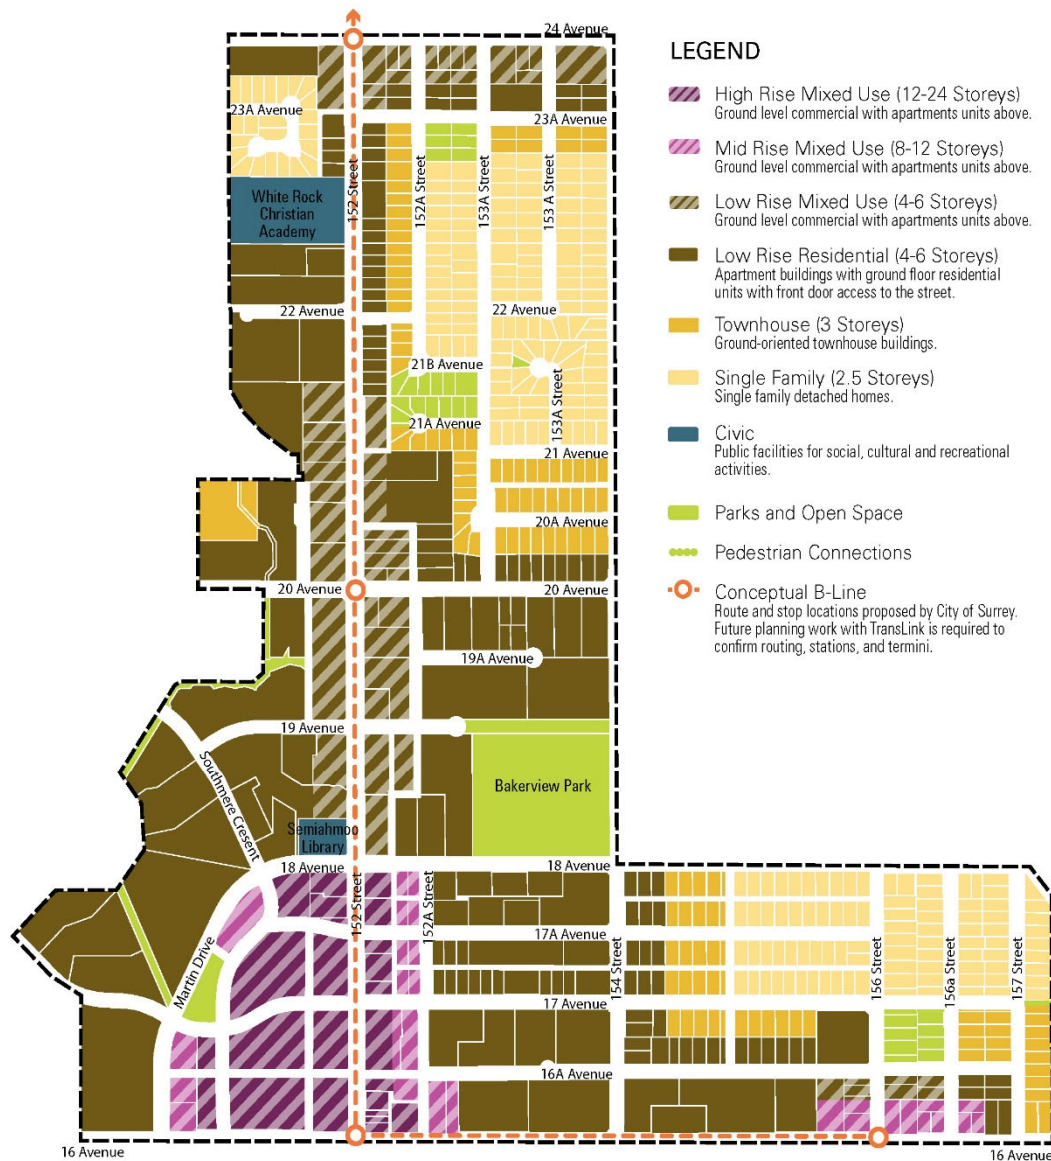 24 Avenue
LEGEND
High Rise Mixed Use (12-24 Storeys)
Ground level commercial with apartments units above.
Mid Rise Mixed Use (8-12 Storeys)
Ground level commercial with apartments units above.
Low Rise Mixed Use (4-6 Storeys)
Ground level commercial with apartments units above.
Low Rise Residential (4-6 Storeys)
Apartment buildings with ground floor residential
units with front door access to the street.
Townhouse (3 Storeys)
Ground-oriented townhouse buildings.
Single Family (2.5 Storeys)
Single family detached homes.
Civic
Public facilities for social, cultural and recreational
activities.
Parks and Open Space
Pedestrian Connections
Conceptual B-Line
Route and stop locations proposed by City of Surrey.
Future planning work with TransLink is required to
confirm routing, stations, and termini.
23A Avenue
23A Avenue
152 Street
152A Street
153A Street
153 A Street
White Rock
Christian
Academy
22 Avenue
22 Avenue
21B Avenue
153A Street
21A Avenue
21 Avenue
20A Avenue
20 Avenue
20 Avenue
19A Avenue
19 Avenue
Southmere Cresent
Bakerview Park
Semiahmoo
Library
18 Avenue
18 Avenue
152 Street
152A Street
17A Avenue
154 Street
156 Street
156a Street
157 Street
Martin Drive
17 Avenue
16A Avenue
16 Avenue
16 Avenue